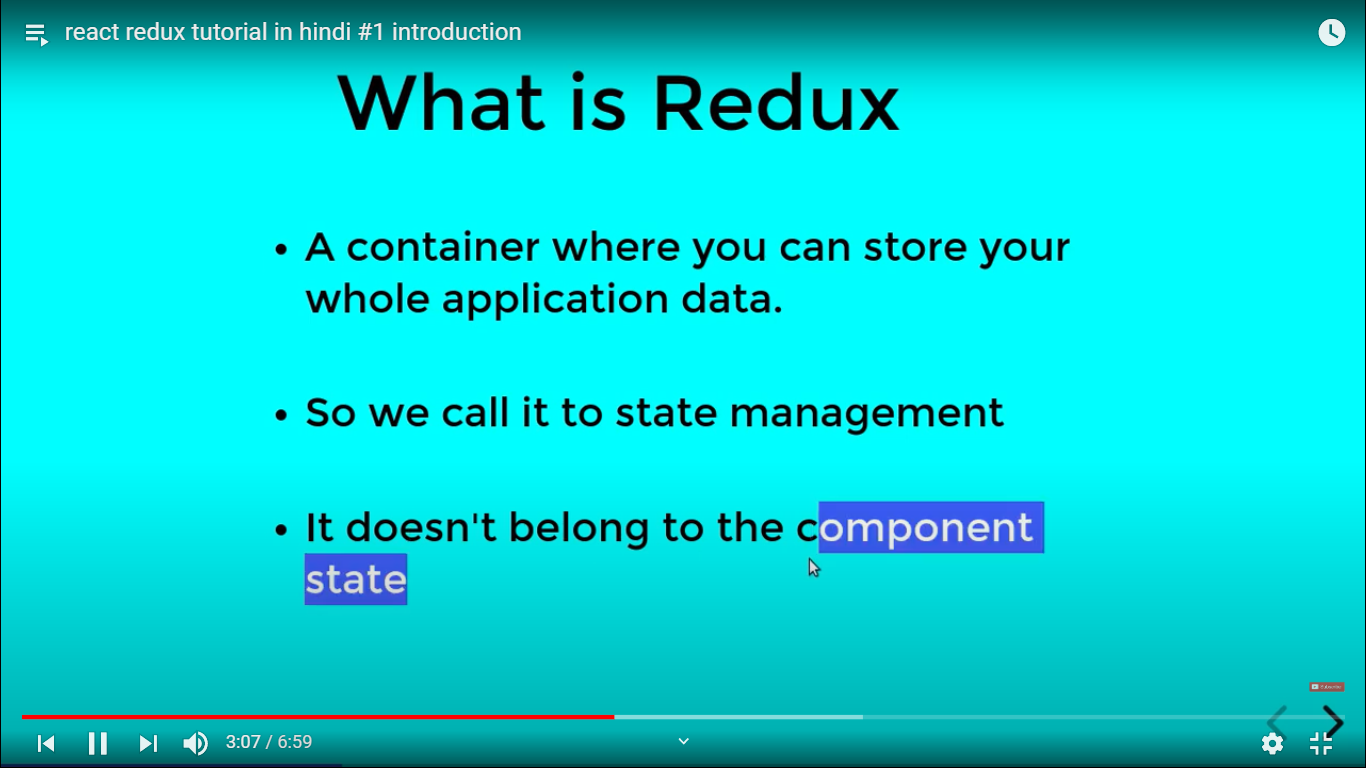 react redux tutorial in hindi #1 introduction
What is Redux
• A container where you can store your
whole application data.
• So we call it to state management
• It doesn't belong to the component
state
Subscribe
3:07 / 6:59